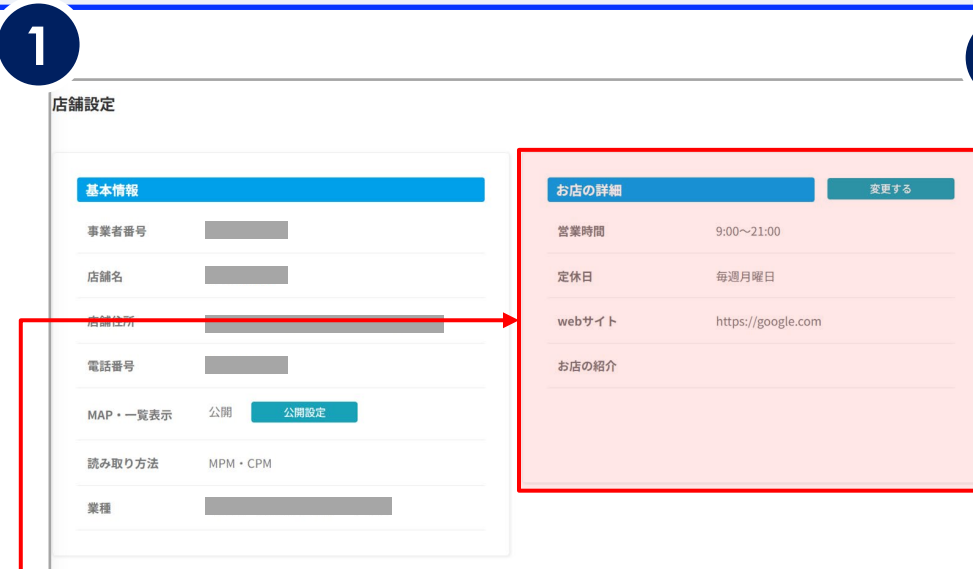 1
店舗設定
基本情報
事業者番号
店舗名
店舗住所
電話番号
MAP・一覧表示 公開 公開設定
読み取り方法 MPM・CPM
業種
お店の詳細 変更する
営業時間 9:00～21:00
定休日 毎週月曜日
webサイト https://google.com
お店の紹介